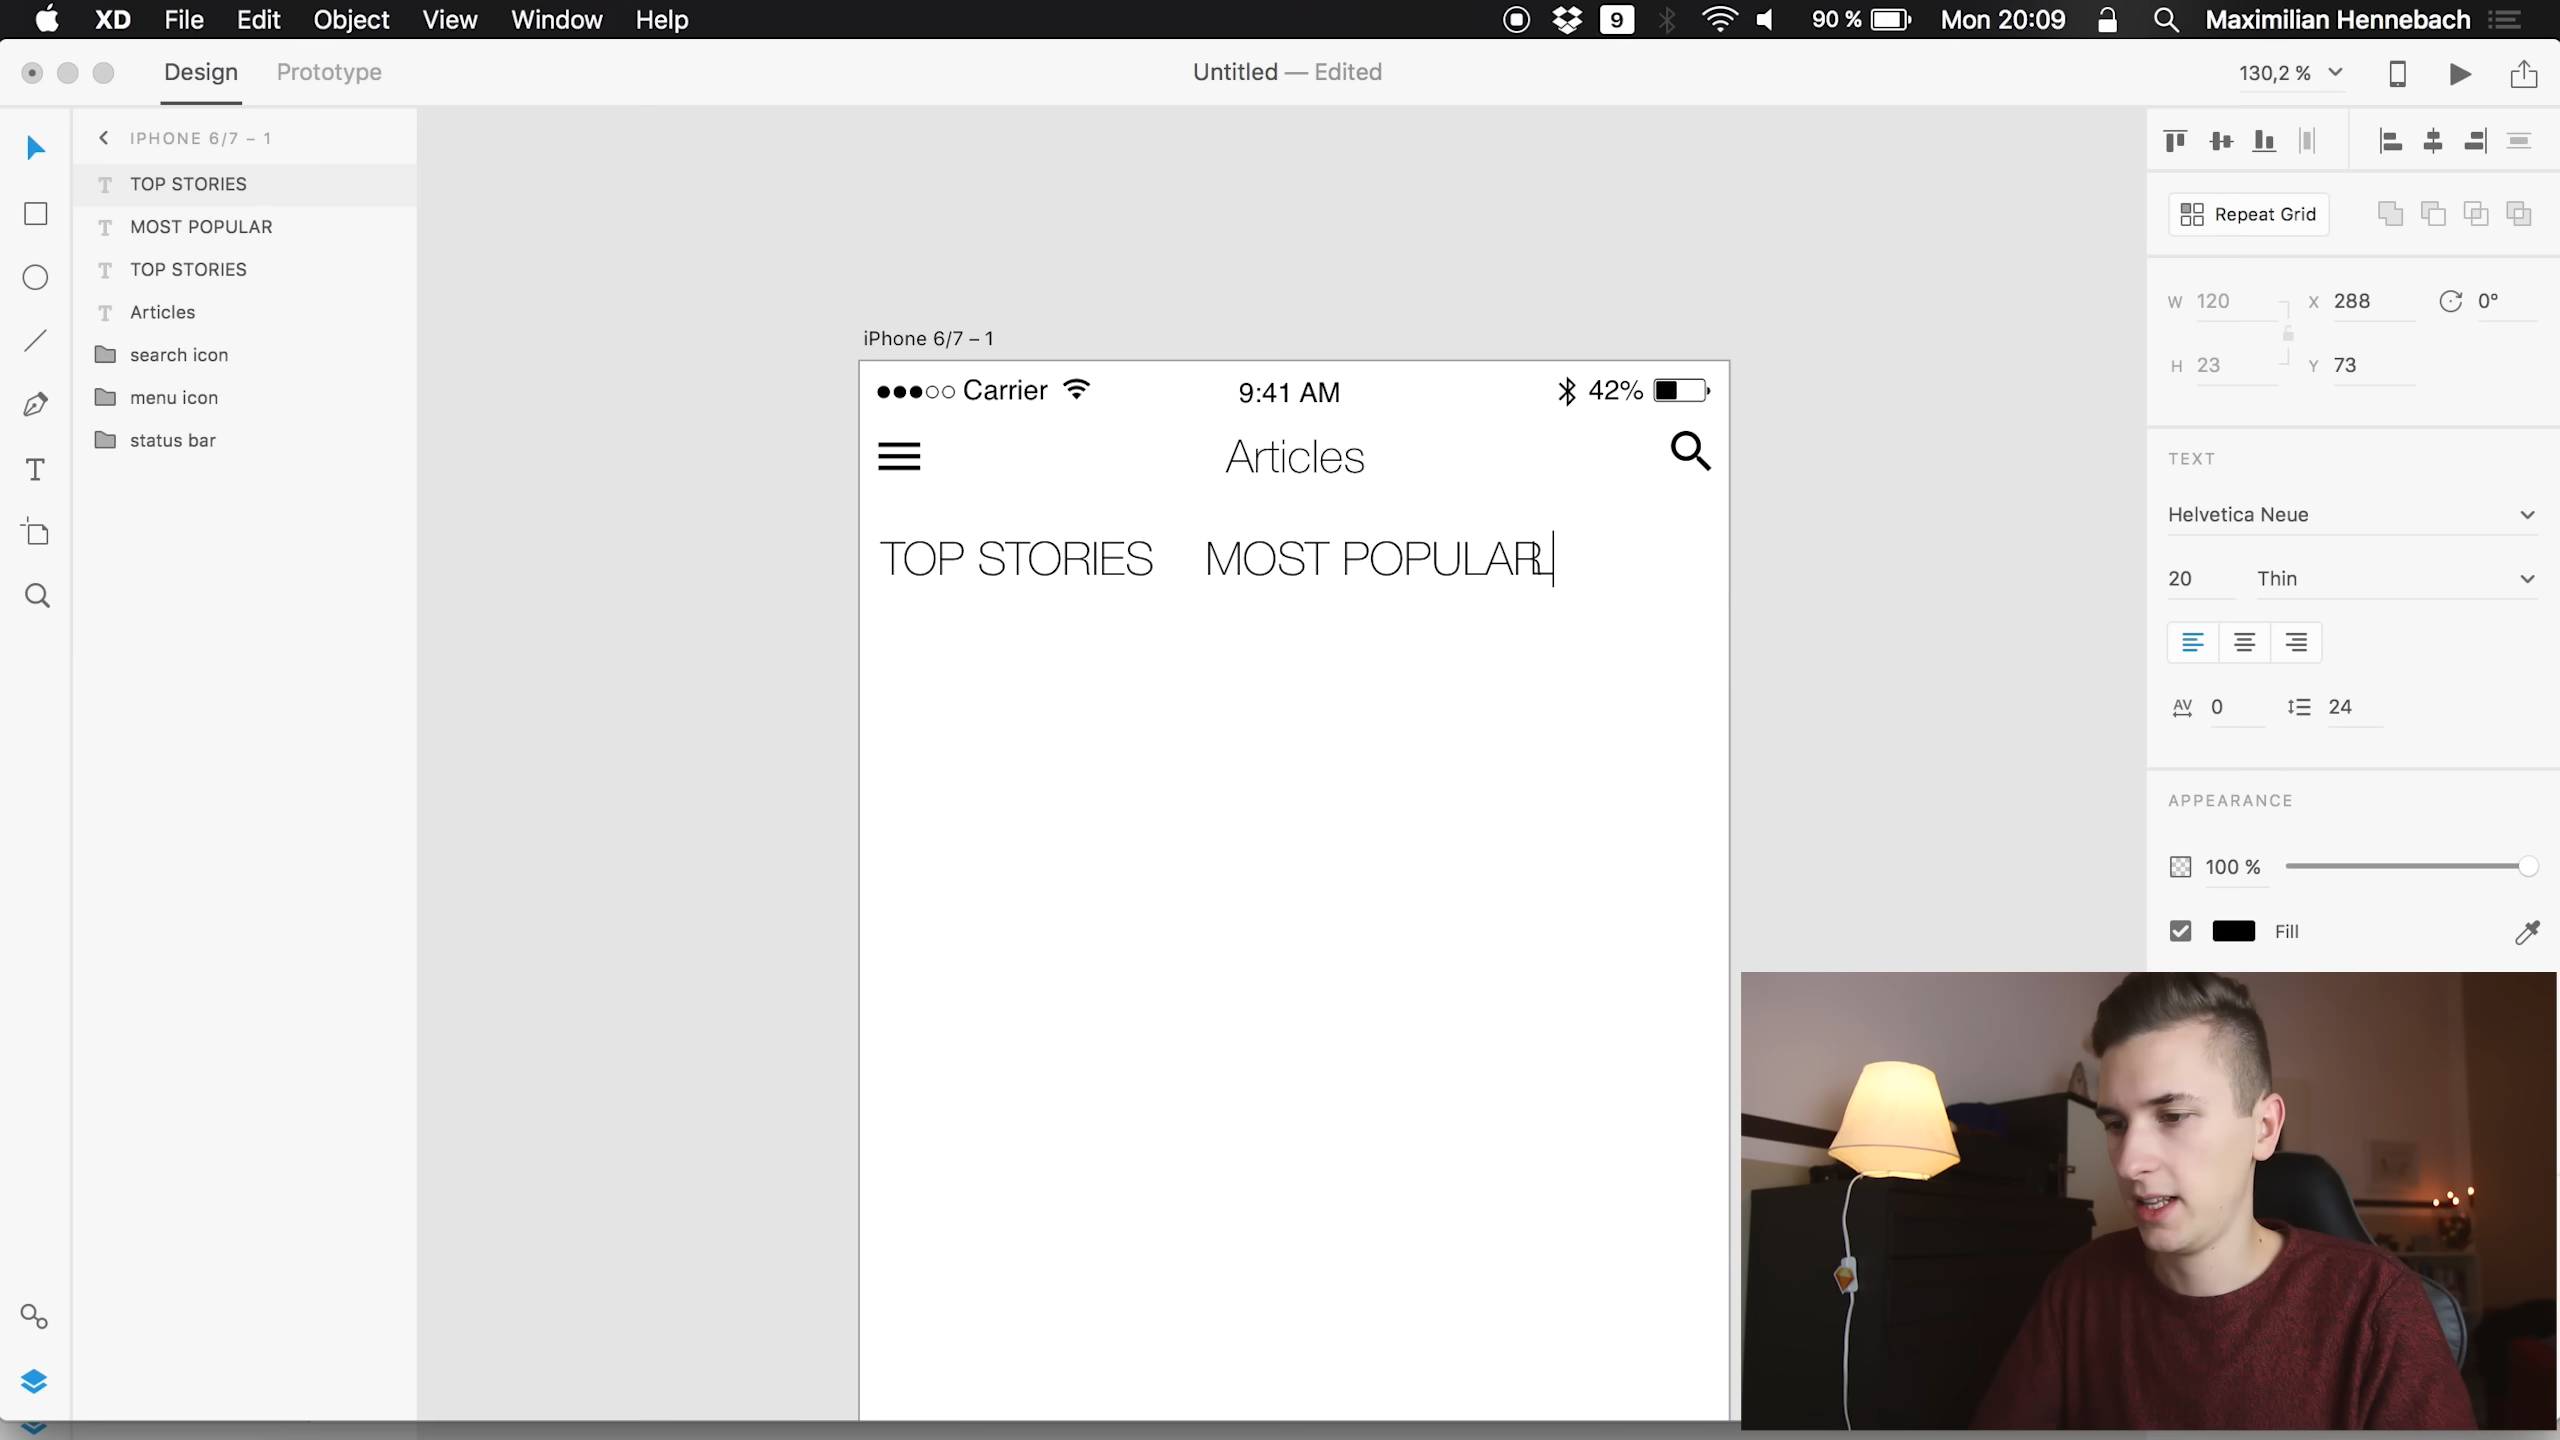 XD File Edit Object View Window Help 9 90 % Mon 20:09 Maximilian Hennebach
Design Prototype Untitled — Edited 130,2 %
IPHONE 6/7 – 1
TOP STORIES
MOST POPULAR
TOP STORIES
Articles
search icon
menu icon
status bar
iPhone 6/7 – 1
Carrier 9:41 AM 42%
Articles
TOP STORIES MOST POPULAR L
Repeat Grid
W 120 X 288 0°
H 23 Y 73
TEXT
Helvetica Neue
20 Thin
AV 0 24
APPEARANCE
100 %
Fill